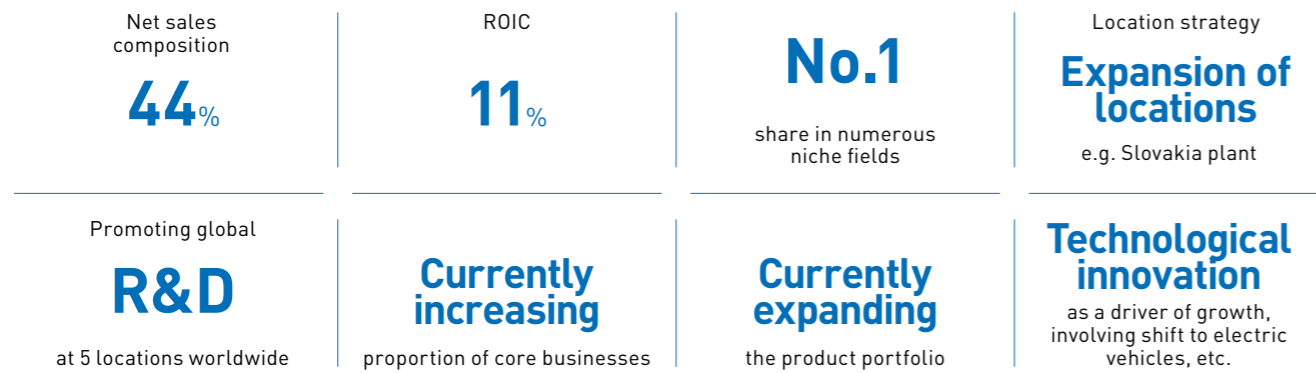 Net sales
composition
44%
ROIC
11%
No.1
share in numerous
niche fields
Location strategy
Expansion of
locations
e.g. Slovakia plant
Promoting global
R&D
at 5 locations worldwide
Currently
increasing
proportion of core businesses
Currently
expanding
the product portfolio
Technological
innovation
as a driver of growth,
involving shift to electric
vehicles, etc.